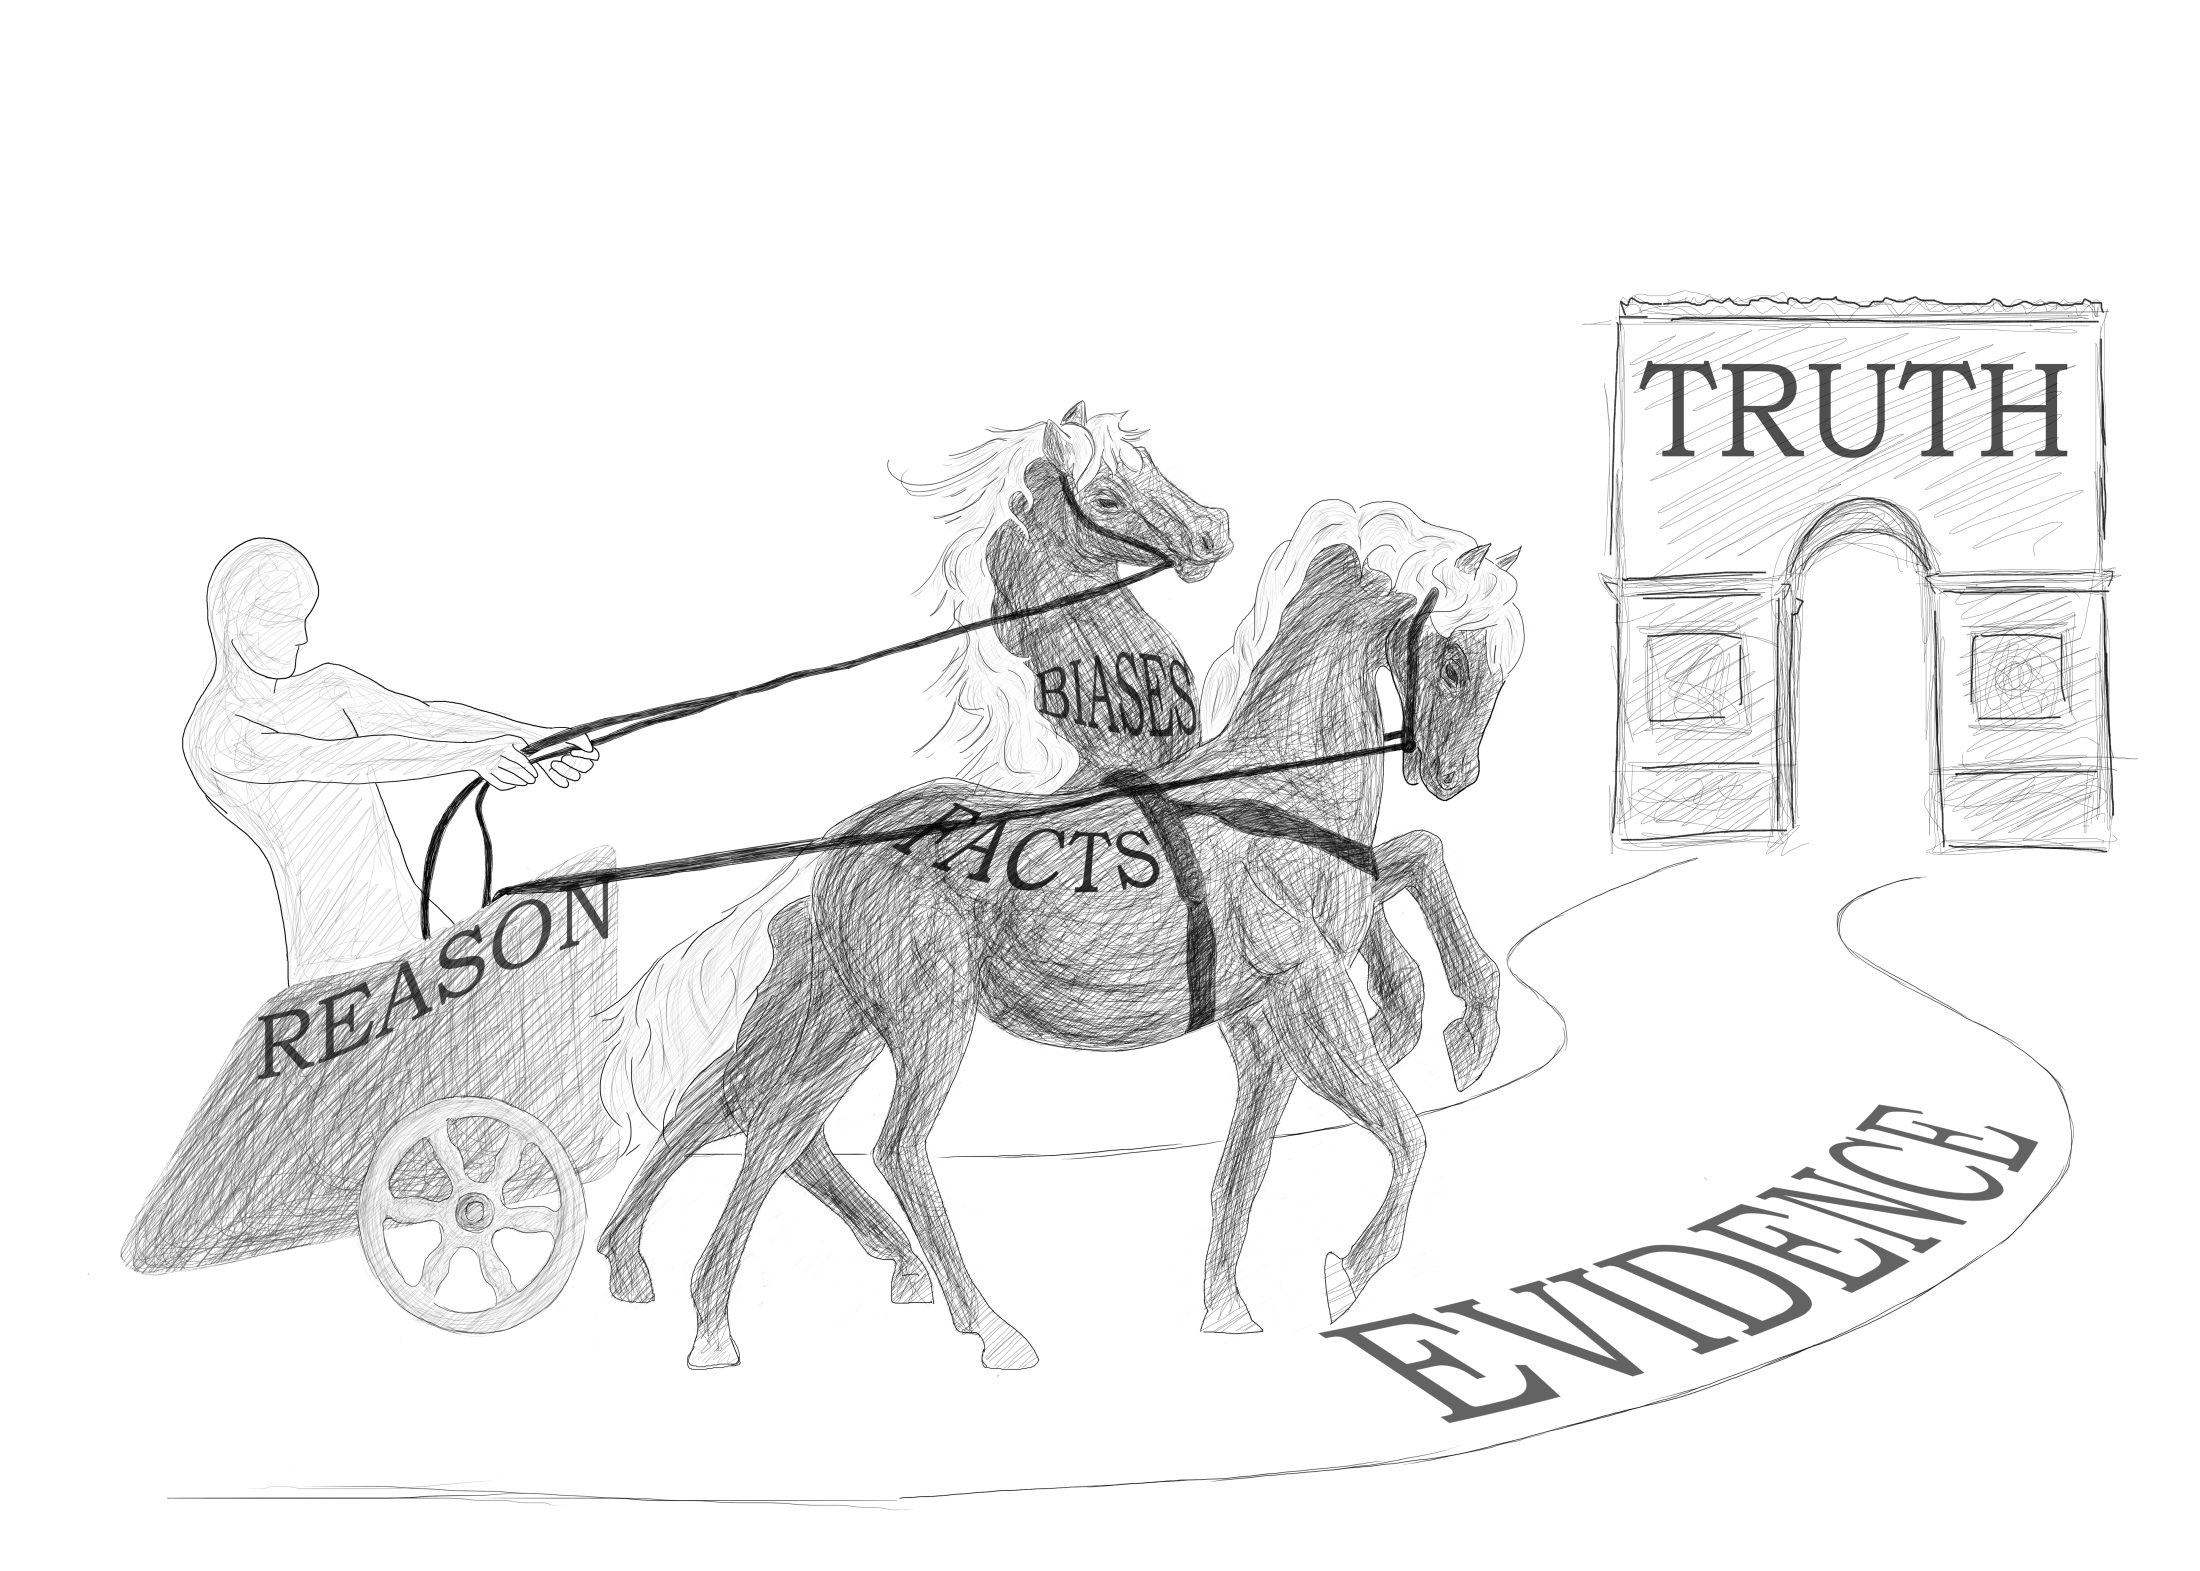 TRUTH
BIASES
FACTS
REASON
EVIDENCE